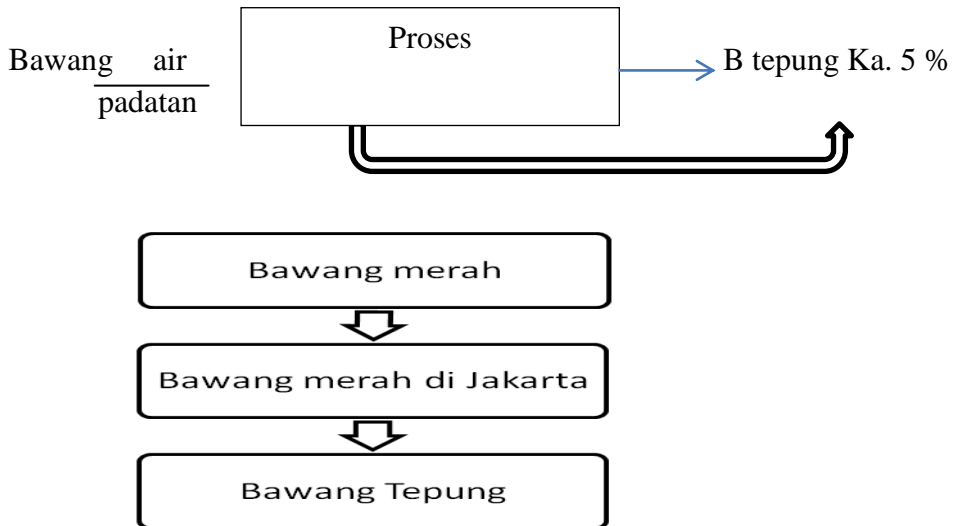 Proses
Bawang air
padatan
B tepung Ka. 5 %
Bawang merah
Bawang merah di Jakarta
Bawang Tepung